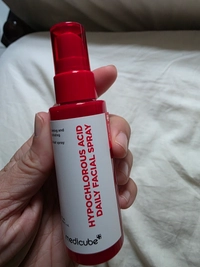 HYPOCHLOROUS ACID
DAILY FACIAL SPRAY
medicube*